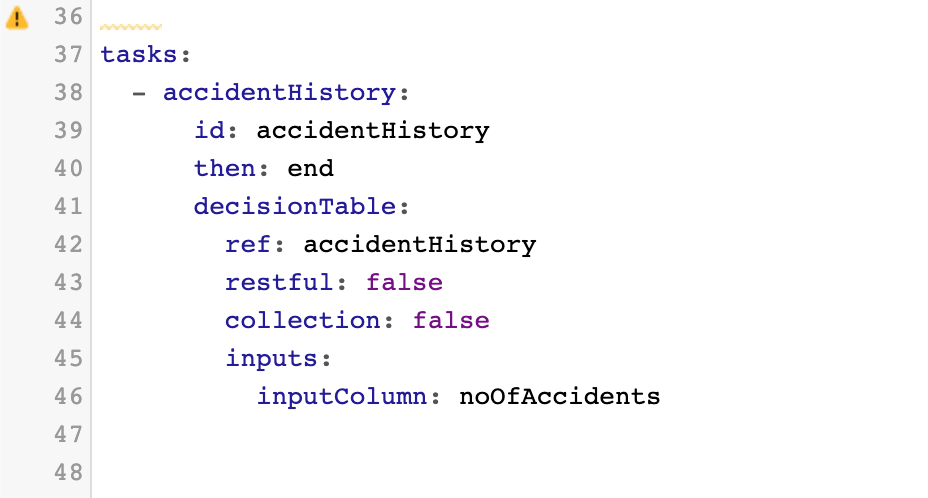 36
37 tasks:
38   - accidentHistory:
39       id: accidentHistory
40       then: end
41       decisionTable:
42         ref: accidentHistory
43         restful: false
44         collection: false
45         inputs:
46           inputColumn: noOfAccidents
47
48